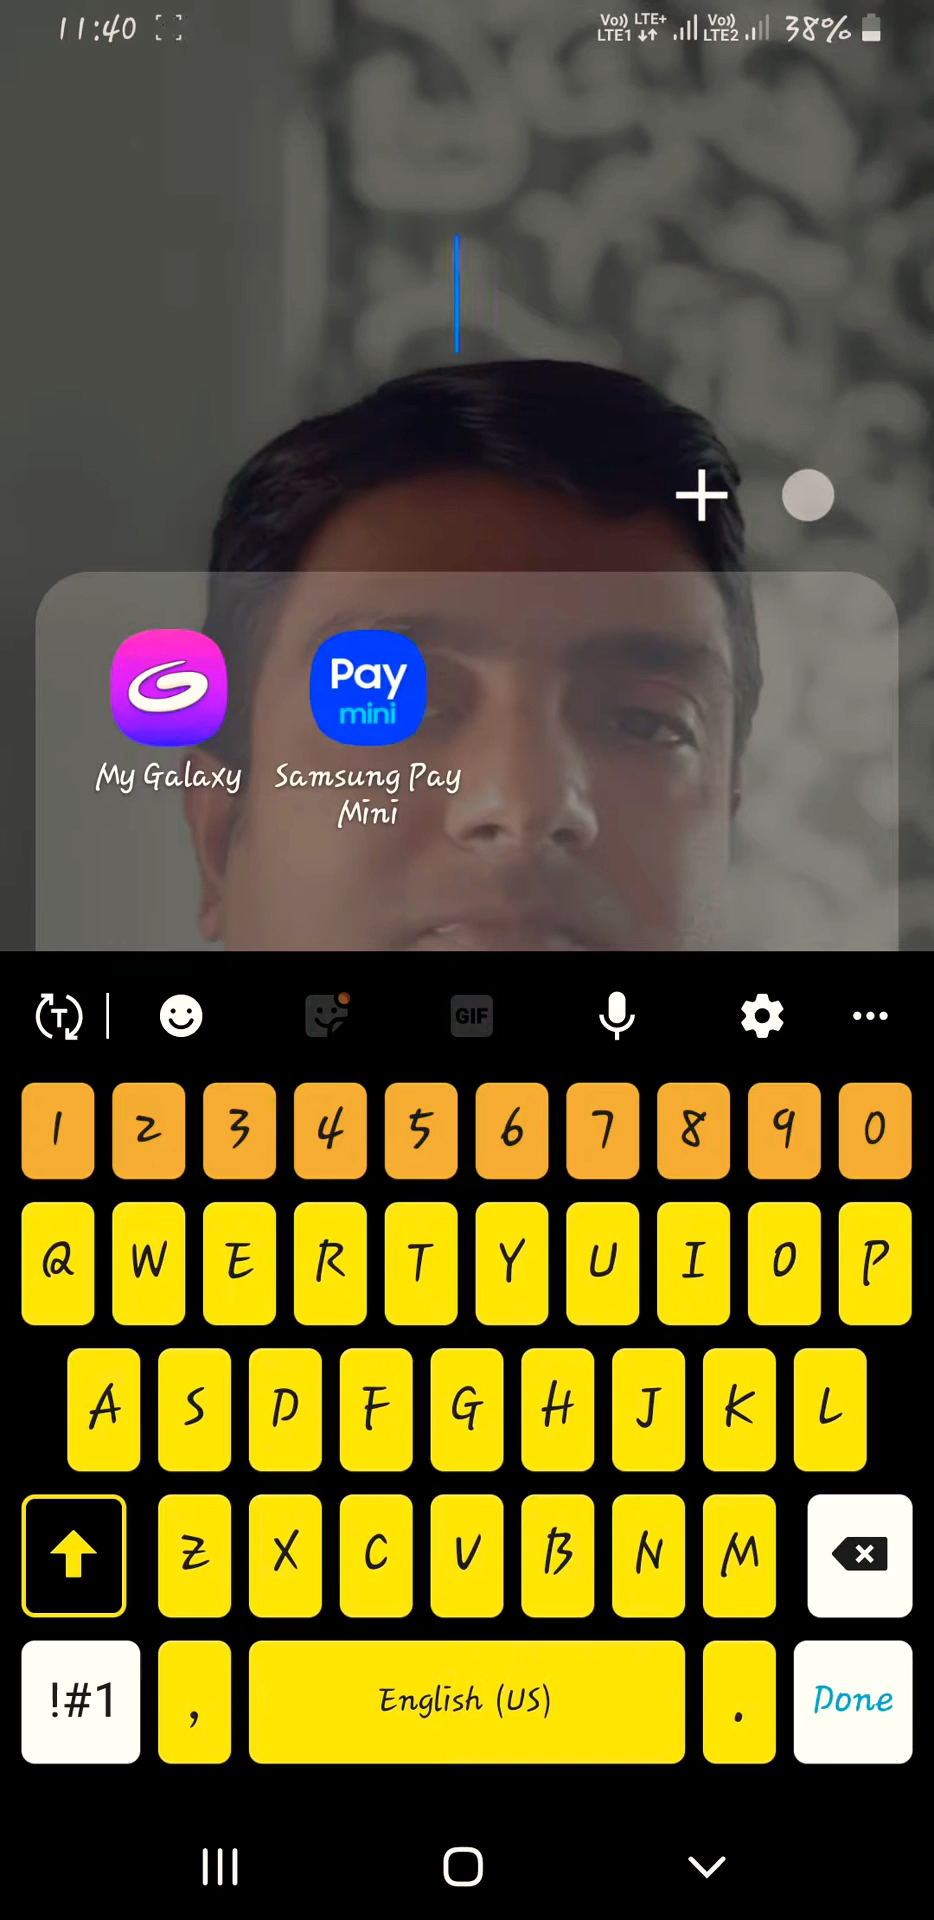 11:40 Vo)) LTE+ Vo)) 38%
LTE1 LTE2
Pay
mini
My Galaxy Samsung Pay
Mini
T GIF
1 2 3 4 5 6 7 8 9 0
Q W E R T Y U I O P
A S D F G H J K L
Z X C V B N M
!#1 , English (US) . Done